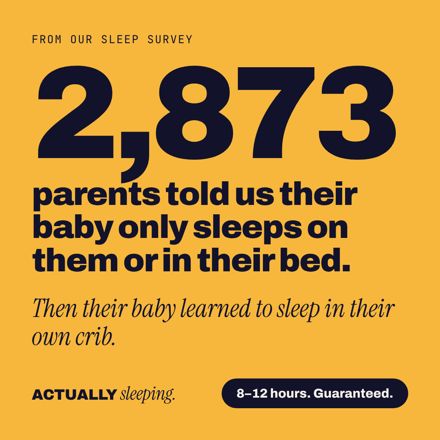 FROM OUR SLEEP SURVEY
2,873
parents told us their
baby only sleeps on
them or in their bed.
Then their baby learned to sleep in their
own crib.
ACTUALLY sleeping.
8–12 hours. Guaranteed.